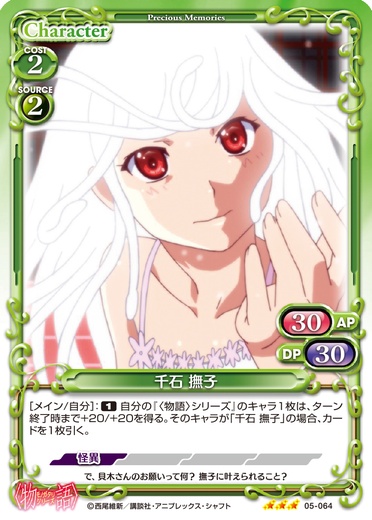 Precious Memories
Character
COST
2
SOURCE
2
30 AP
DP 30
千石 撫子
[メイン/自分]: 1 自分の『〈物語〉シリーズ』のキャラ1枚は、ターン
終了時まで+20/+20を得る。そのキャラが「千石 撫子」の場合、カー
ドを1枚引く。
怪異
で、貝木さんのお願いって何? 撫子に叶えられること?
物語
©西尾維新／講談社・アニプレックス・シャフト
05-064